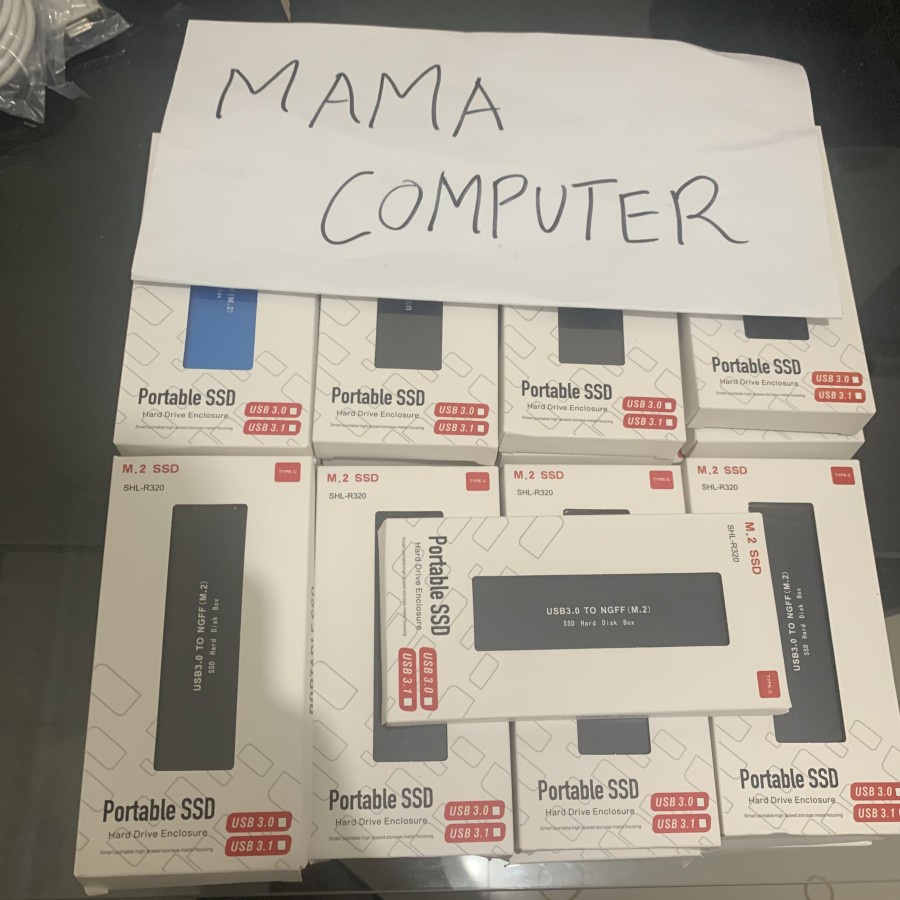 MAMA
COMPUTER
Portable SSD
Hard Drive Enclosure
USB 3.0
USB 3.1
Portable SSD
Hard Drive Enclosure
USB 3.0
USB 3.1
Portable SSD
Hard Drive Enclosure
USB 3.0
USB 3.1
Portable SSD
Hard Drive Enclosure
USB 3.0
USB 3.1
M.2 SSD
TYPE-C
SHL-R320
USB3.0 TO NGFF(M.2)
SSD Hard Disk Box
Portable SSD
Hard Drive Enclosure
USB 3.0
USB 3.1
M.2 SSD
TYPE-C
SHL-R320
Portable SSD
Hard Drive Enclosure
USB 3.0
USB 3.1
M.2 SSD
TYPE-C
SHL-R320
Portable SSD
Hard Drive Enclosure
USB 3.0
USB 3.1
M.2 SSD
TYPE-C
SHL-R320
USB3.0 TO NGFF(M.2)
SSD Hard Disk Box
Portable SSD
Hard Drive Enclosure
USB 3.0
USB 3.1
M.2 SSD
SHL-R320
TYPE-C
USB3.0 TO NGFF(M.2)
SSD Hard Disk Box
Portable SSD
Hard Drive Enclosure
USB 3.0
USB 3.1